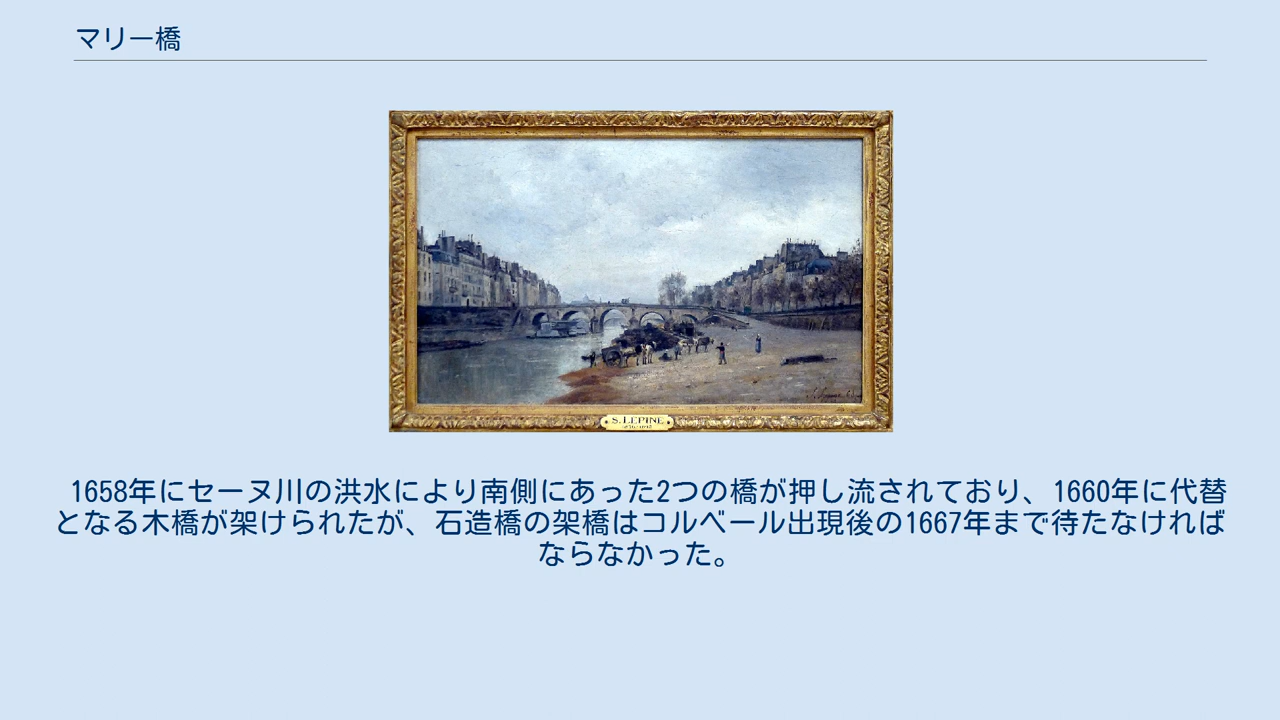 マリー橋
S. LEPINE
1658年にセーヌ川の洪水により南側にあった2つの橋が押し流されており、1660年に代替
となる木橋が架けられたが、石造橋の架橋はコルベール出現後の1667年まで待たなければ
ならなかった。